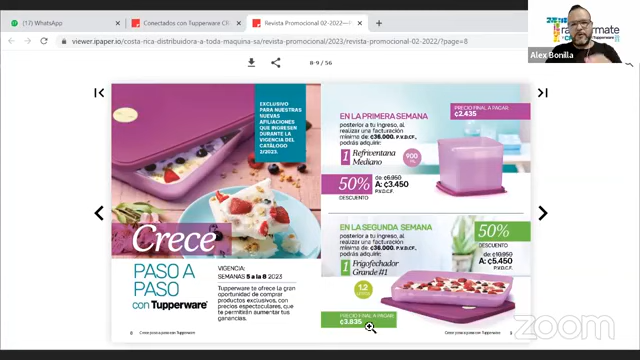 (17) WhatsApp
Conectados con Tupperware CR
Revista Promocional 02-2022—P
viewer.ipaper.io/costa-rica-distribuidora-a-toda-maquina-sa/revista-promocional/2023/revista-promocional-02-2022/?page=8
8-9 / 56
Alex Bonilla
EXCLUSIVO
PARA NUESTRAS
NUEVAS
AFILIACIONES
QUE INGRESEN
DURANTE LA
VIGENCIA DEL
CATÁLOGO
2/2023.
Crece
PASO A
PASO
con Tupperware
VIGENCIA:
SEMANAS 5 a la 8 2023
Tupperware te ofrece la gran
oportunidad de comprar
productos exclusivos, con
precios espectaculares, que
te permitirán aumentar tus
ganancias.
8 Crece paso a paso con Tupperware
EN LA PRIMERA SEMANA
posterior a tu ingreso, al
realizar una facturación
mínima de ¢36.000. P.V.D.C.F.
podrás adquirir:
1 Refriventana
Mediano
900
ML
50%
DESCUENTO
de: ¢6.950
A: ¢3.450
P.V.D.C.F.
PRECIO FINAL A PAGAR
¢2.435
EN LA SEGUNDA SEMANA
posterior a tu ingreso, al
realizar una facturación
mínima de ¢36.000. P.V.D.C.F.
podrás adquirir:
1 Frigofechador
Grande #1
1.2
50%
DESCUENTO
de: ¢10.950
A: ¢5.450
P.V.D.C.F.
PRECIO FINAL A PAGAR
¢3.835
Crece paso a paso con Tupperware
zoom